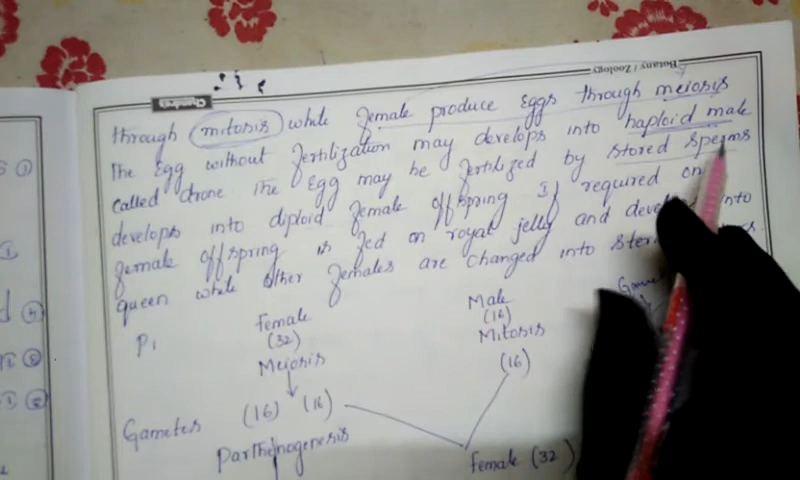 Botany / Zoology
through mitosis while female produce eggs through meiosis
The egg without fertilization may develops into haploid male
called drone The egg may be fertilized by stored sperms
develops into diploid female offspring If required one
female offspring is fed on royal jelly and into
queen while other females are changed into
P1 Female Male
(32) (16)
Meiosis Mitosis
(16)
Gametes (16) (16)
Parthenogenesis
female (32)